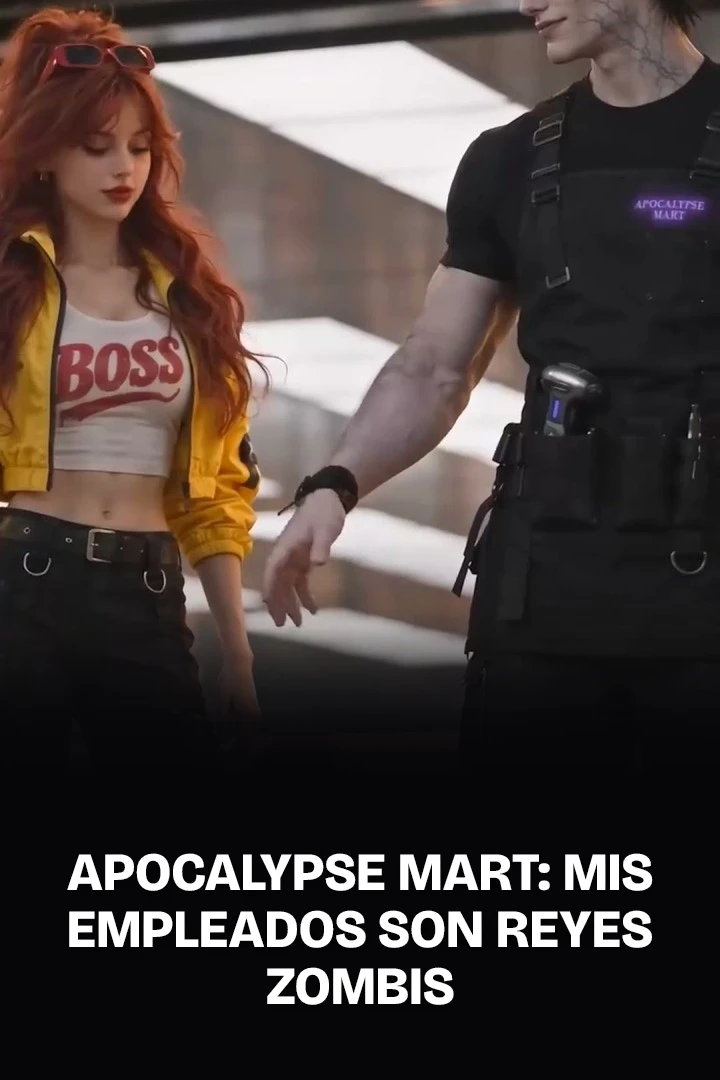 APOCALYPSE
MART
BOSS
APOCALYPSE MART: MIS
EMPLEADOS SON REYES
ZOMBIS